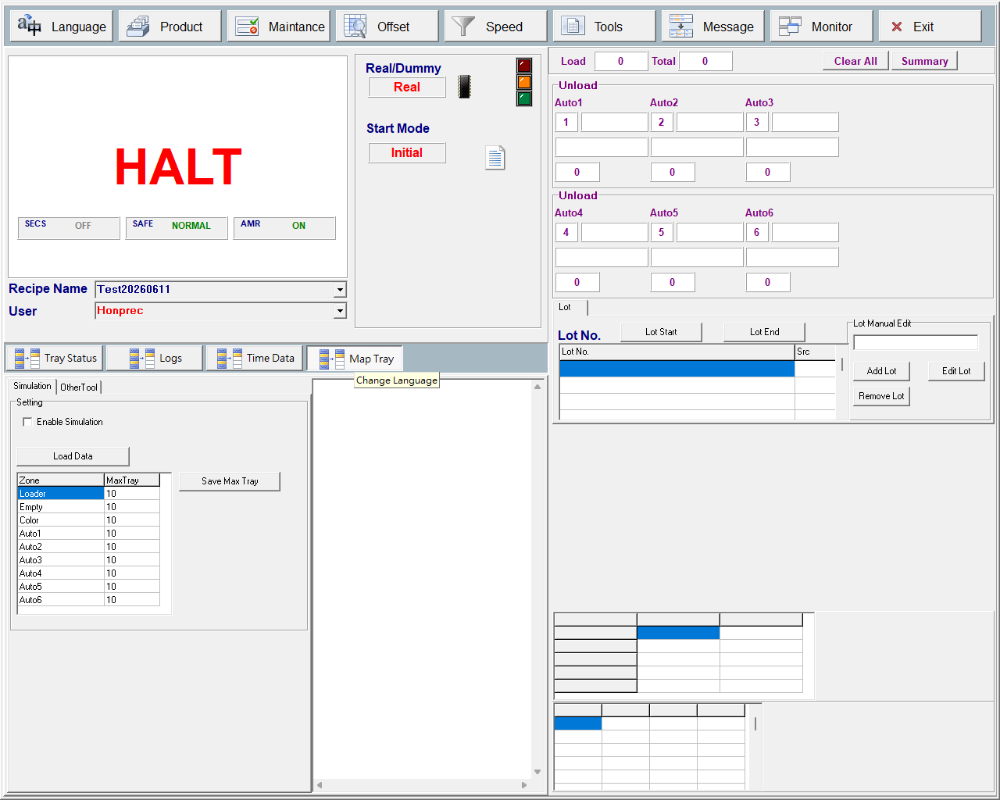 Language
Product
Maintance
Offset
Speed
Tools
Message
Monitor
Exit
HALT
SECS OFF
SAFE NORMAL
AMR ON
Recipe Name Test20260611
User Honprec
Real/Dummy
Real
Start Mode
Initial
Load 0 Total 0 Clear All Summary
Unload
Auto1 Auto2 Auto3
1 2 3
0 0 0
Unload
Auto4 Auto5 Auto6
4 5 6
0 0 0
Lot
Lot No. Lot Start Lot End
Lot No. Src
Lot Manual Edit
Add Lot Edit Lot
Remove Lot
Tray Status
Logs
Time Data
Map Tray
Change Language
Simulation OtherTool
Setting
Enable Simulation
Load Data
Save Max Tray
Zone MaxTray
Loader 10
Empty 10
Color 10
Auto1 10
Auto2 10
Auto3 10
Auto4 10
Auto5 10
Auto6 10